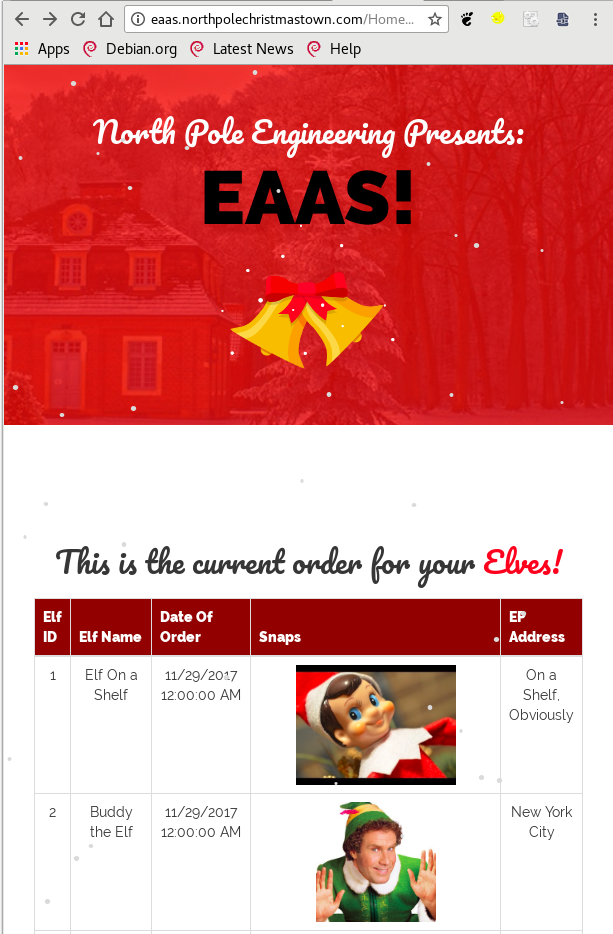 eaas.northpolechristmastown.com/Home...
Apps Debian.org Latest News Help
North Pole Engineering Presents:
EAAS!
This is the current order for your Elves!
Elf ID Elf Name Date Of Order Snaps EP Address
1 Elf On a Shelf 11/29/2017 12:00:00 AM On a Shelf, Obviously
2 Buddy the Elf 11/29/2017 12:00:00 AM New York City